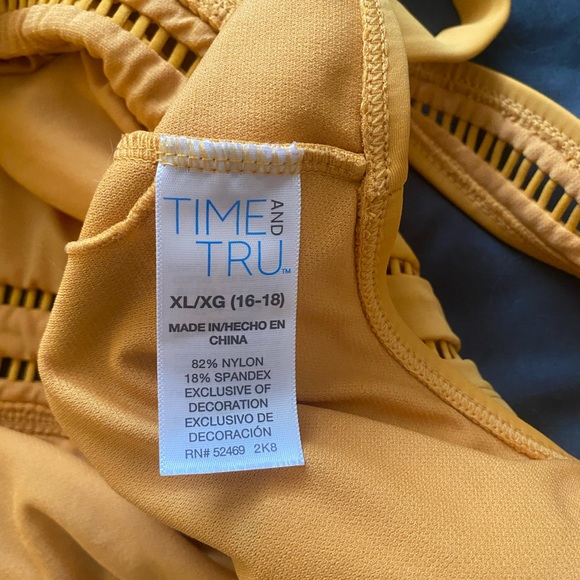 TIME AND
TRU™
XL/XG (16-18)
MADE IN/HECHO EN
CHINA
82% NYLON
18% SPANDEX
EXCLUSIVE OF
DECORATION
EXCLUSIVO DE
DECORACIÓN
RN# 52469 2K8